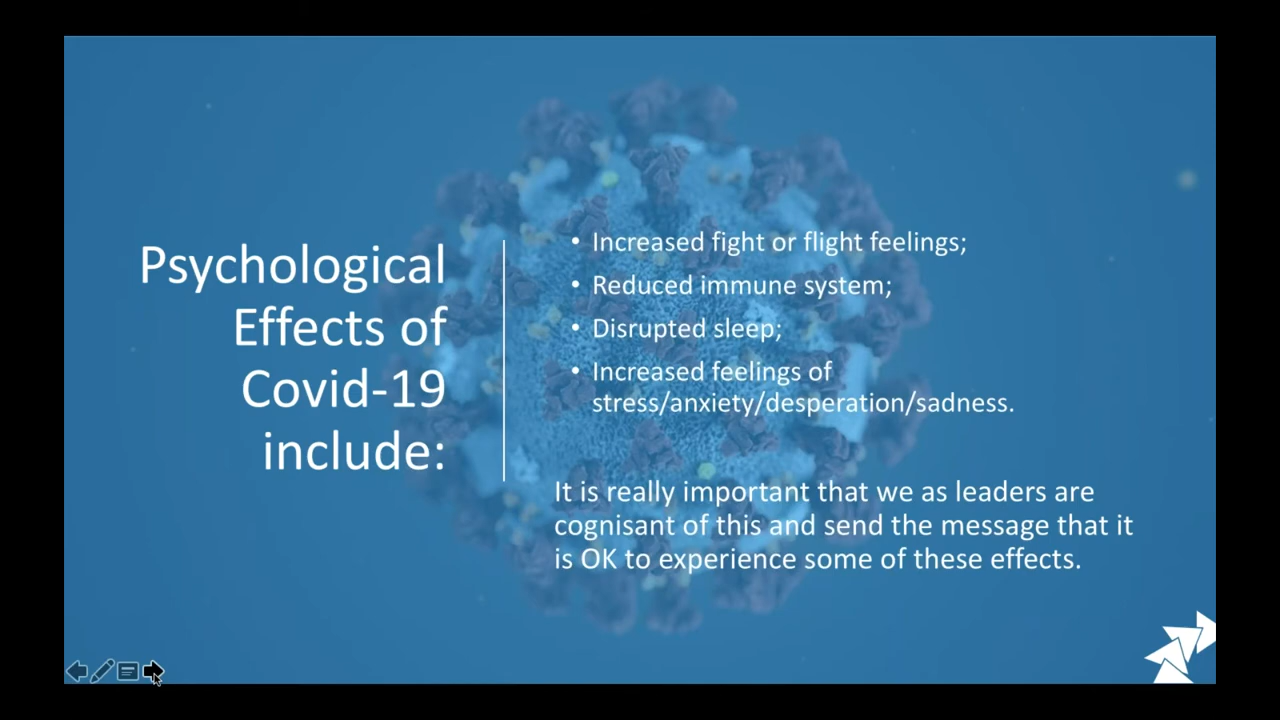 Psychological
Effects of
Covid-19
include:
• Increased fight or flight feelings;
• Reduced immune system;
• Disrupted sleep;
• Increased feelings of
stress/anxiety/desperation/sadness.
It is really important that we as leaders are
cognisant of this and send the message that it
is OK to experience some of these effects.